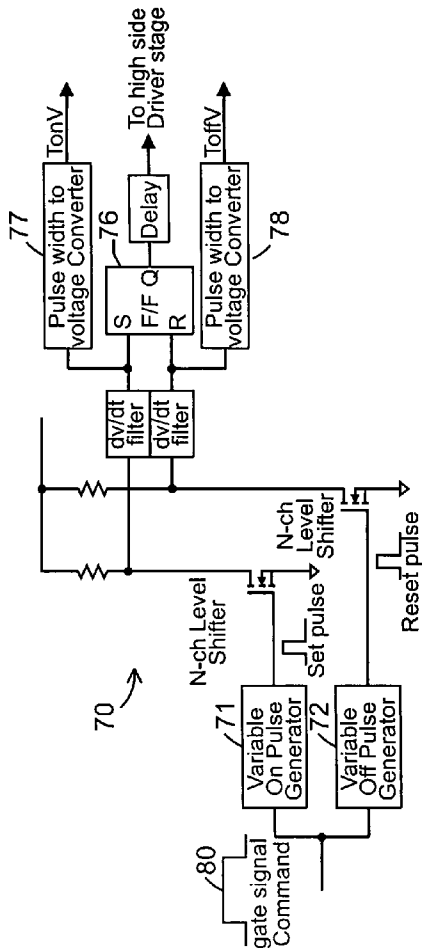 80
gate signal
Command
70
71
Variable
On Pulse
Generator
72
Variable
Off Pulse
Generator
N-ch Level
Shifter
Set pulse
N-ch
Level
Shifter
Reset pulse
dv/dt
filter
dv/dt
filter
77
Pulse width to
voltage Converter
TonV
76
S
F/F Q
R
Delay
To high side
Driver stage
Pulse width to
voltage Converter
78
ToffV